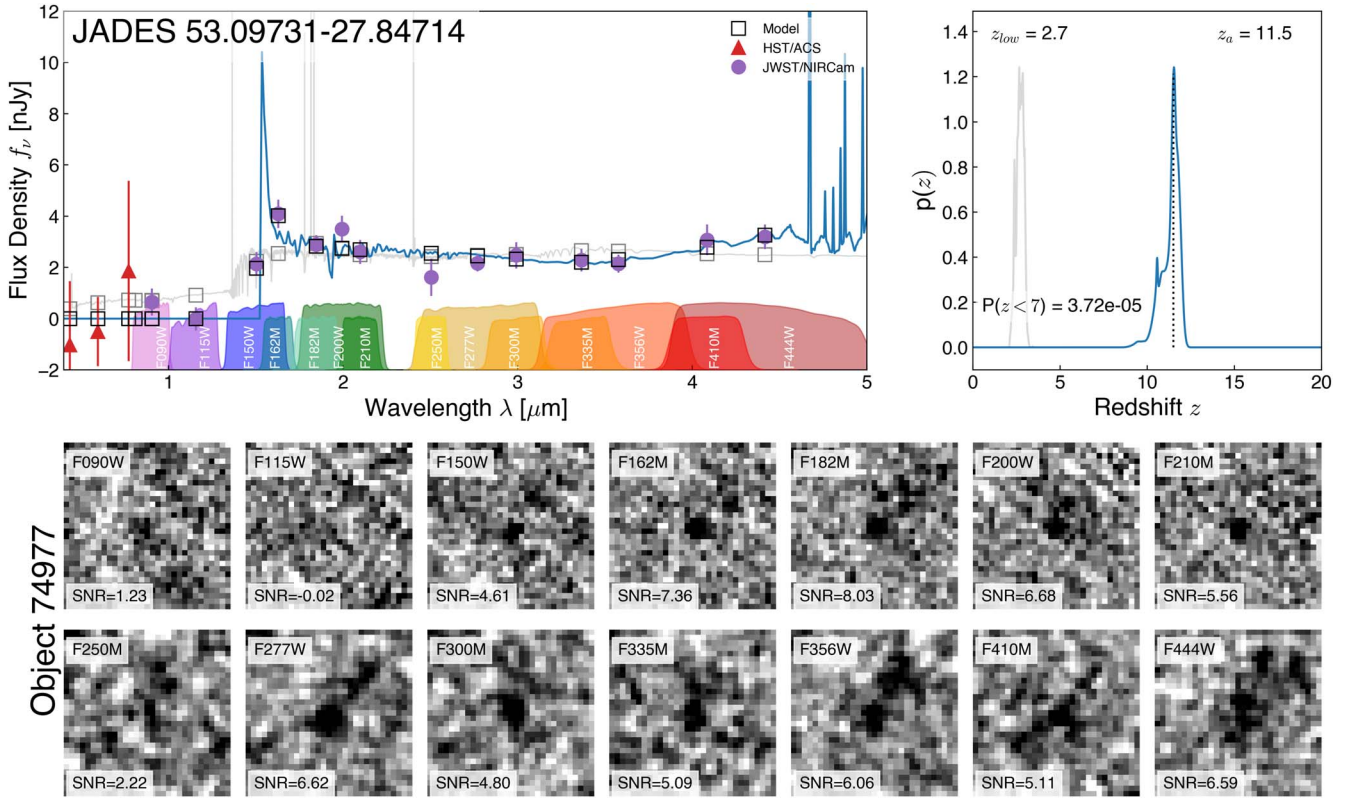 JADES 53.09731-27.84714
Model
HST/ACS
JWST/NIRCam
Flux Density fν [nJy]
12
10
8
6
4
2
0
−2
F090W
F115W
F150W
F162M
F182M
F200W
F210M
F250M
F277W
F300M
F335M
F356W
F410M
F444W
1 2 3 4 5
Wavelength λ [μm]
z_low = 2.7 z_a = 11.5
P(z < 7) = 3.72e-05
p(z)
1.4
1.2
1.0
0.8
0.6
0.4
0.2
0.0
0 5 10 15 20
Redshift z
Object 74977
F090W F115W F150W F162M F182M F200W F210M
SNR=1.23 SNR=-0.02 SNR=4.61 SNR=7.36 SNR=8.03 SNR=6.68 SNR=5.56
F250M F277W F300M F335M F356W F410M F444W
SNR=2.22 SNR=6.62 SNR=4.80 SNR=5.09 SNR=6.06 SNR=5.11 SNR=6.59